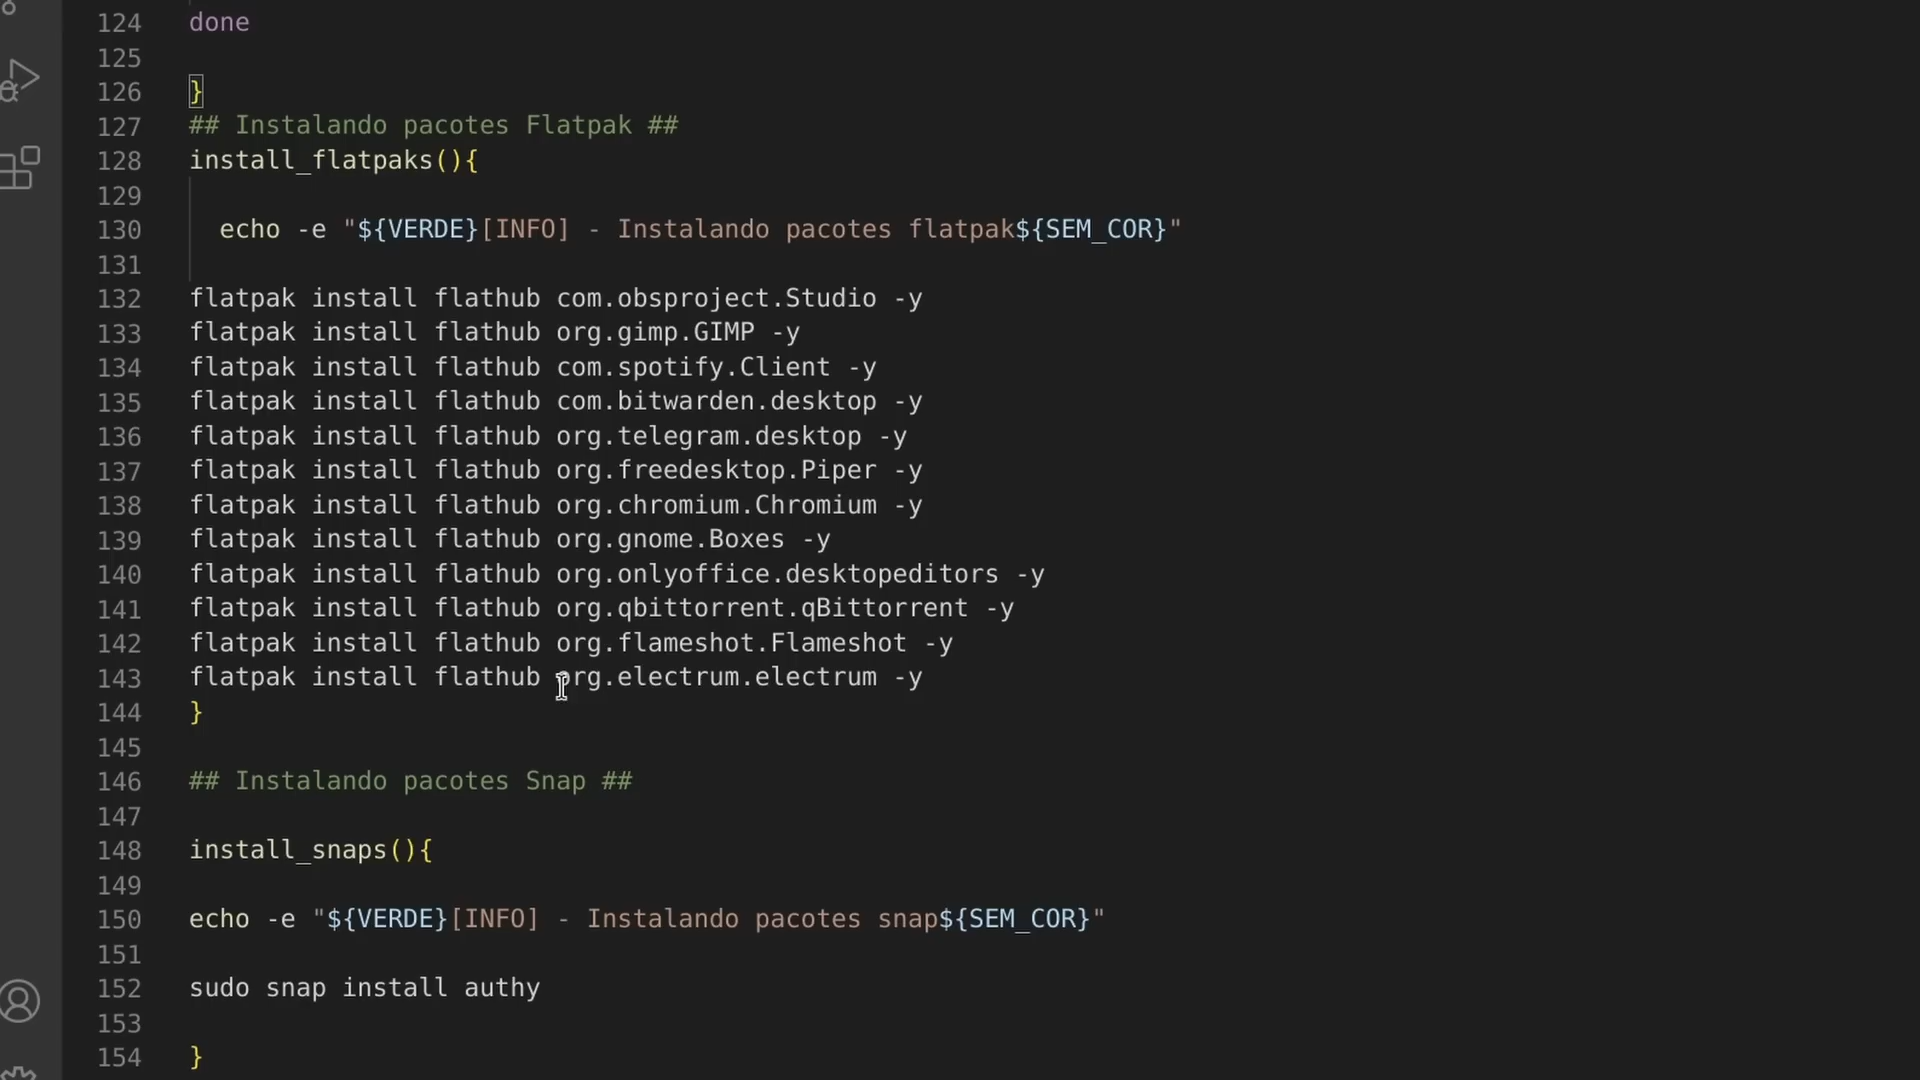 124 done
125
126 }
127 ## Instalando pacotes Flatpak ##
128 install_flatpaks(){
129
130 echo -e "${VERDE}[INFO] - Instalando pacotes flatpak${SEM_COR}"
131
132 flatpak install flathub com.obsproject.Studio -y
133 flatpak install flathub org.gimp.GIMP -y
134 flatpak install flathub com.spotify.Client -y
135 flatpak install flathub com.bitwarden.desktop -y
136 flatpak install flathub org.telegram.desktop -y
137 flatpak install flathub org.freedesktop.Piper -y
138 flatpak install flathub org.chromium.Chromium -y
139 flatpak install flathub org.gnome.Boxes -y
140 flatpak install flathub org.onlyoffice.desktopeditors -y
141 flatpak install flathub org.qbittorrent.qBittorrent -y
142 flatpak install flathub org.flameshot.Flameshot -y
143 flatpak install flathub org.electrum.electrum -y
144 }
145
146 ## Instalando pacotes Snap ##
147
148 install_snaps(){
149
150 echo -e "${VERDE}[INFO] - Instalando pacotes snap${SEM_COR}"
151
152 sudo snap install authy
153
154 }